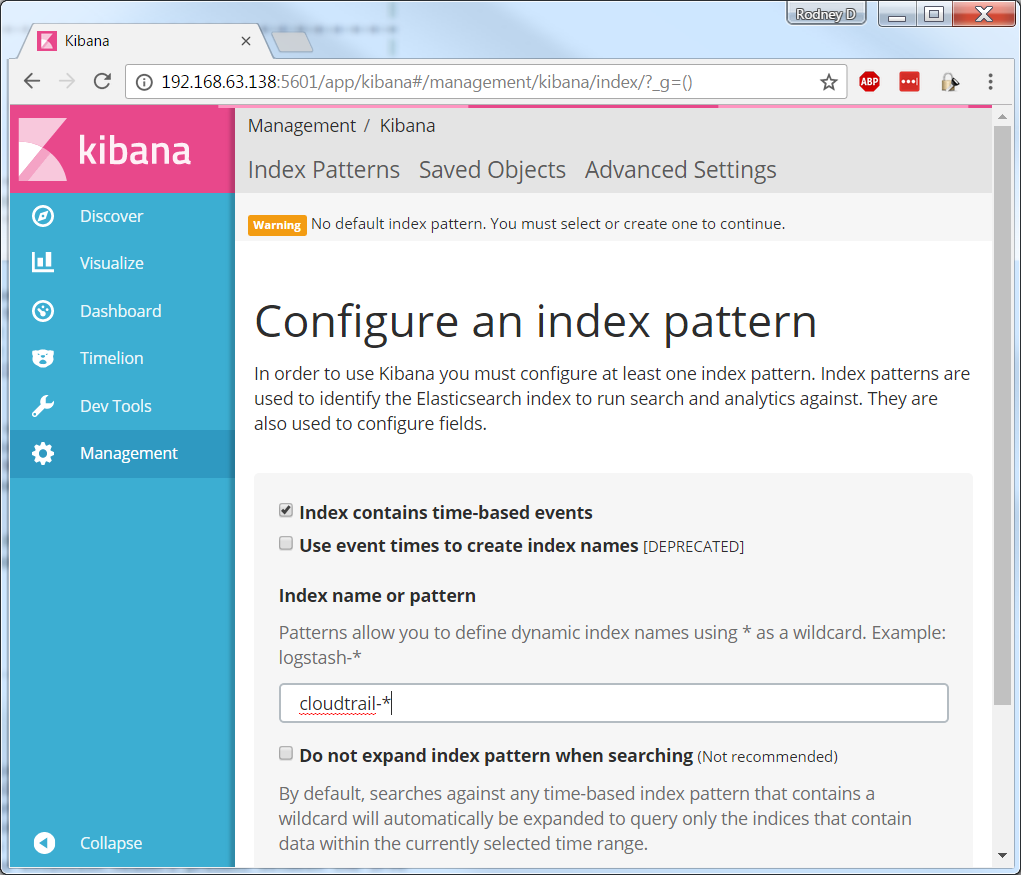 Rodney D
Kibana
192.168.63.138:5601/app/kibana#/management/kibana/index/?_g=()
ABP
kibana
Management / Kibana
Index Patterns Saved Objects Advanced Settings
Discover
Visualize
Dashboard
Timelion
Dev Tools
Management
Collapse
Warning No default index pattern. You must select or create one to continue.
Configure an index pattern
In order to use Kibana you must configure at least one index pattern. Index patterns are
used to identify the Elasticsearch index to run search and analytics against. They are
also used to configure fields.
Index contains time-based events
Use event times to create index names [DEPRECATED]
Index name or pattern
Patterns allow you to define dynamic index names using * as a wildcard. Example:
logstash-*
cloudtrail-*
Do not expand index pattern when searching (Not recommended)
By default, searches against any time-based index pattern that contains a
wildcard will automatically be expanded to query only the indices that contain
data within the currently selected time range.